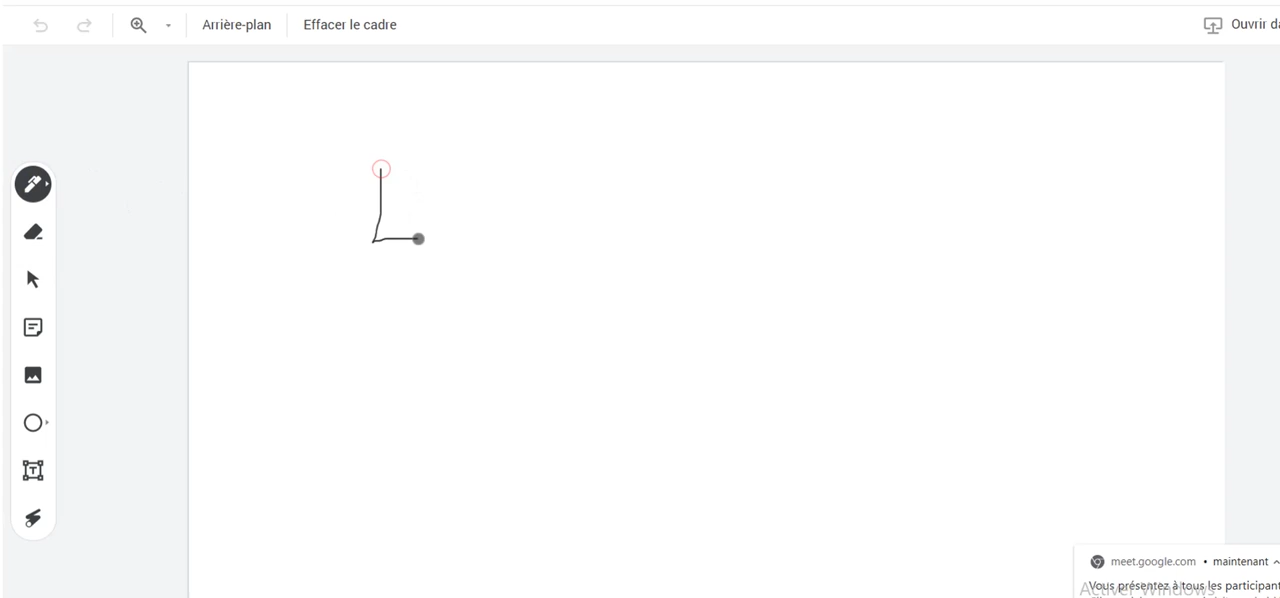 Arrière-plan
Effacer le cadre
Ouvrir da
L
meet.google.com • maintenant
Vous présentez à tous les participant
Activer Windows